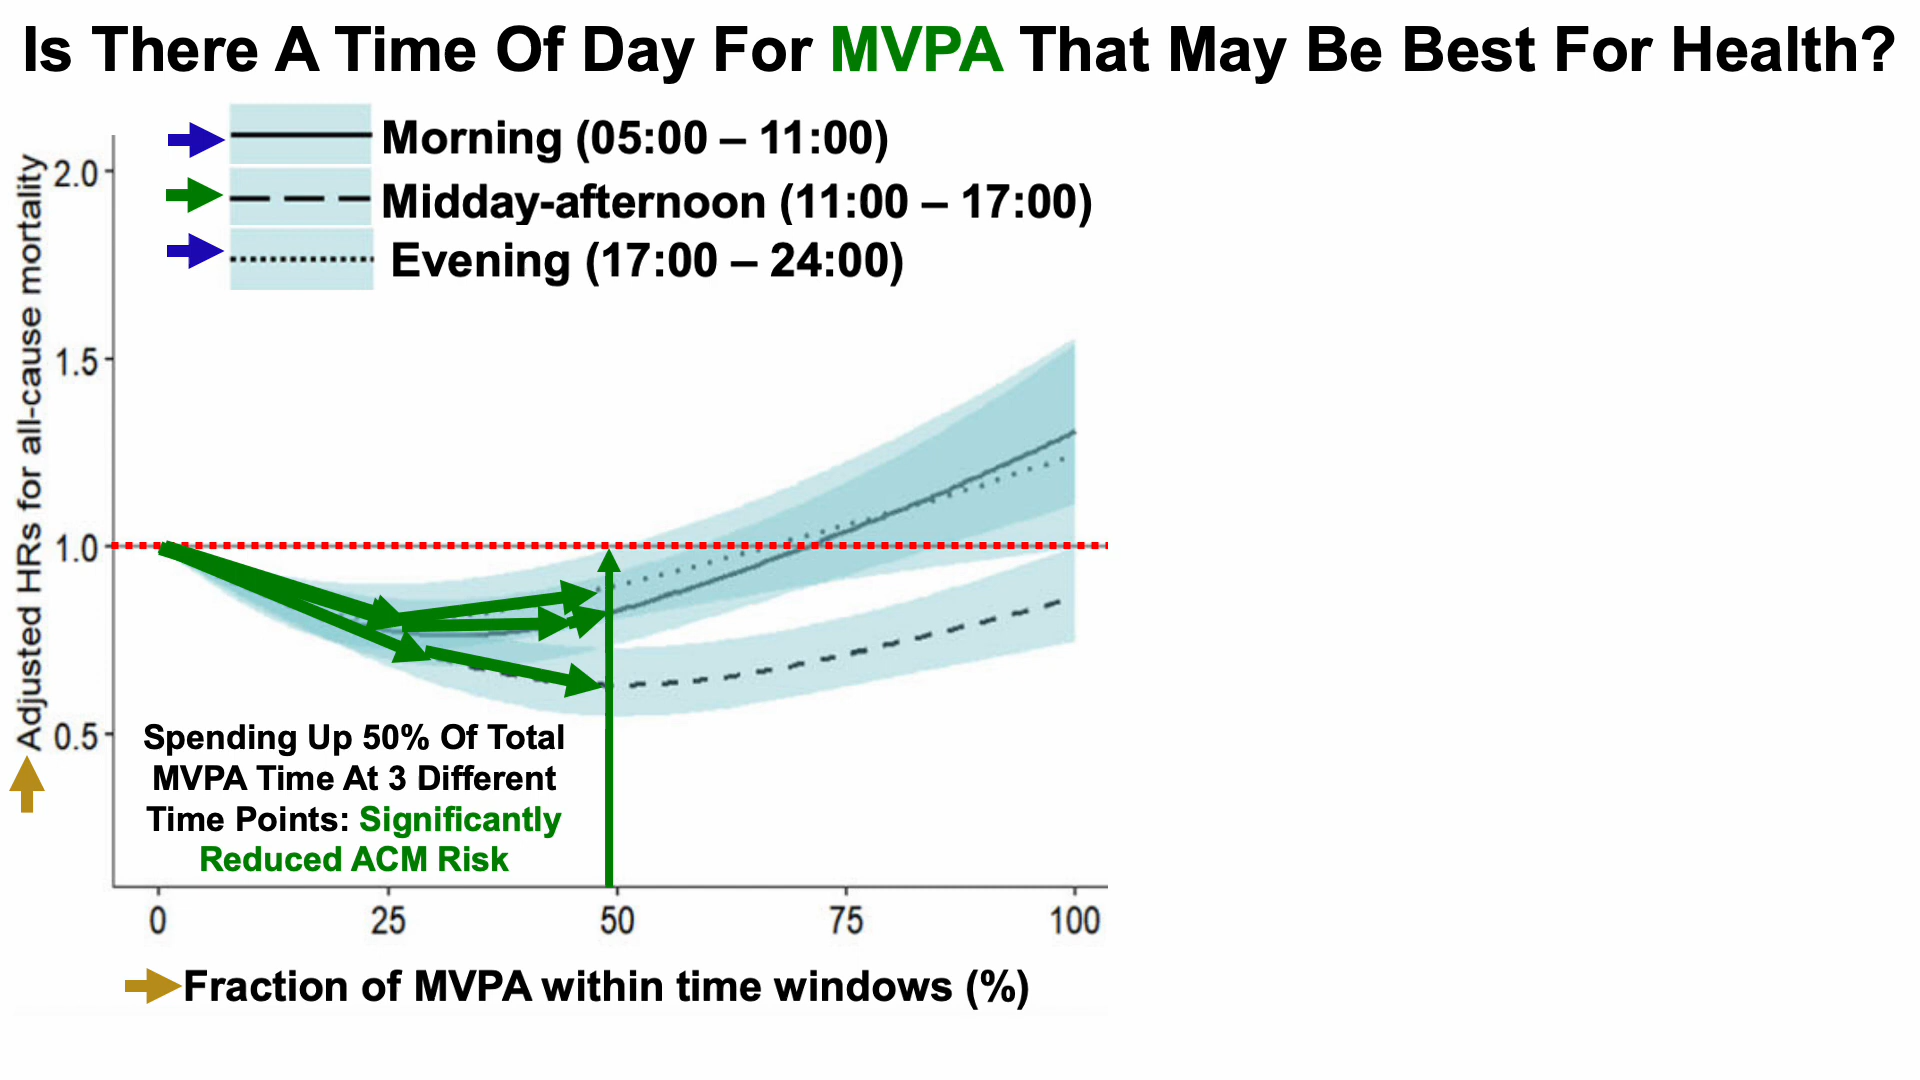 Is There A Time Of Day For MVPA That May Be Best For Health?
Morning (05:00 – 11:00)
Midday-afternoon (11:00 – 17:00)
Evening (17:00 – 24:00)
Adjusted HRs for all-cause mortality
2.0
1.5
1.0
0.5
Spending Up 50% Of Total
MVPA Time At 3 Different
Time Points: Significantly
Reduced ACM Risk
0 25 50 75 100
Fraction of MVPA within time windows (%)